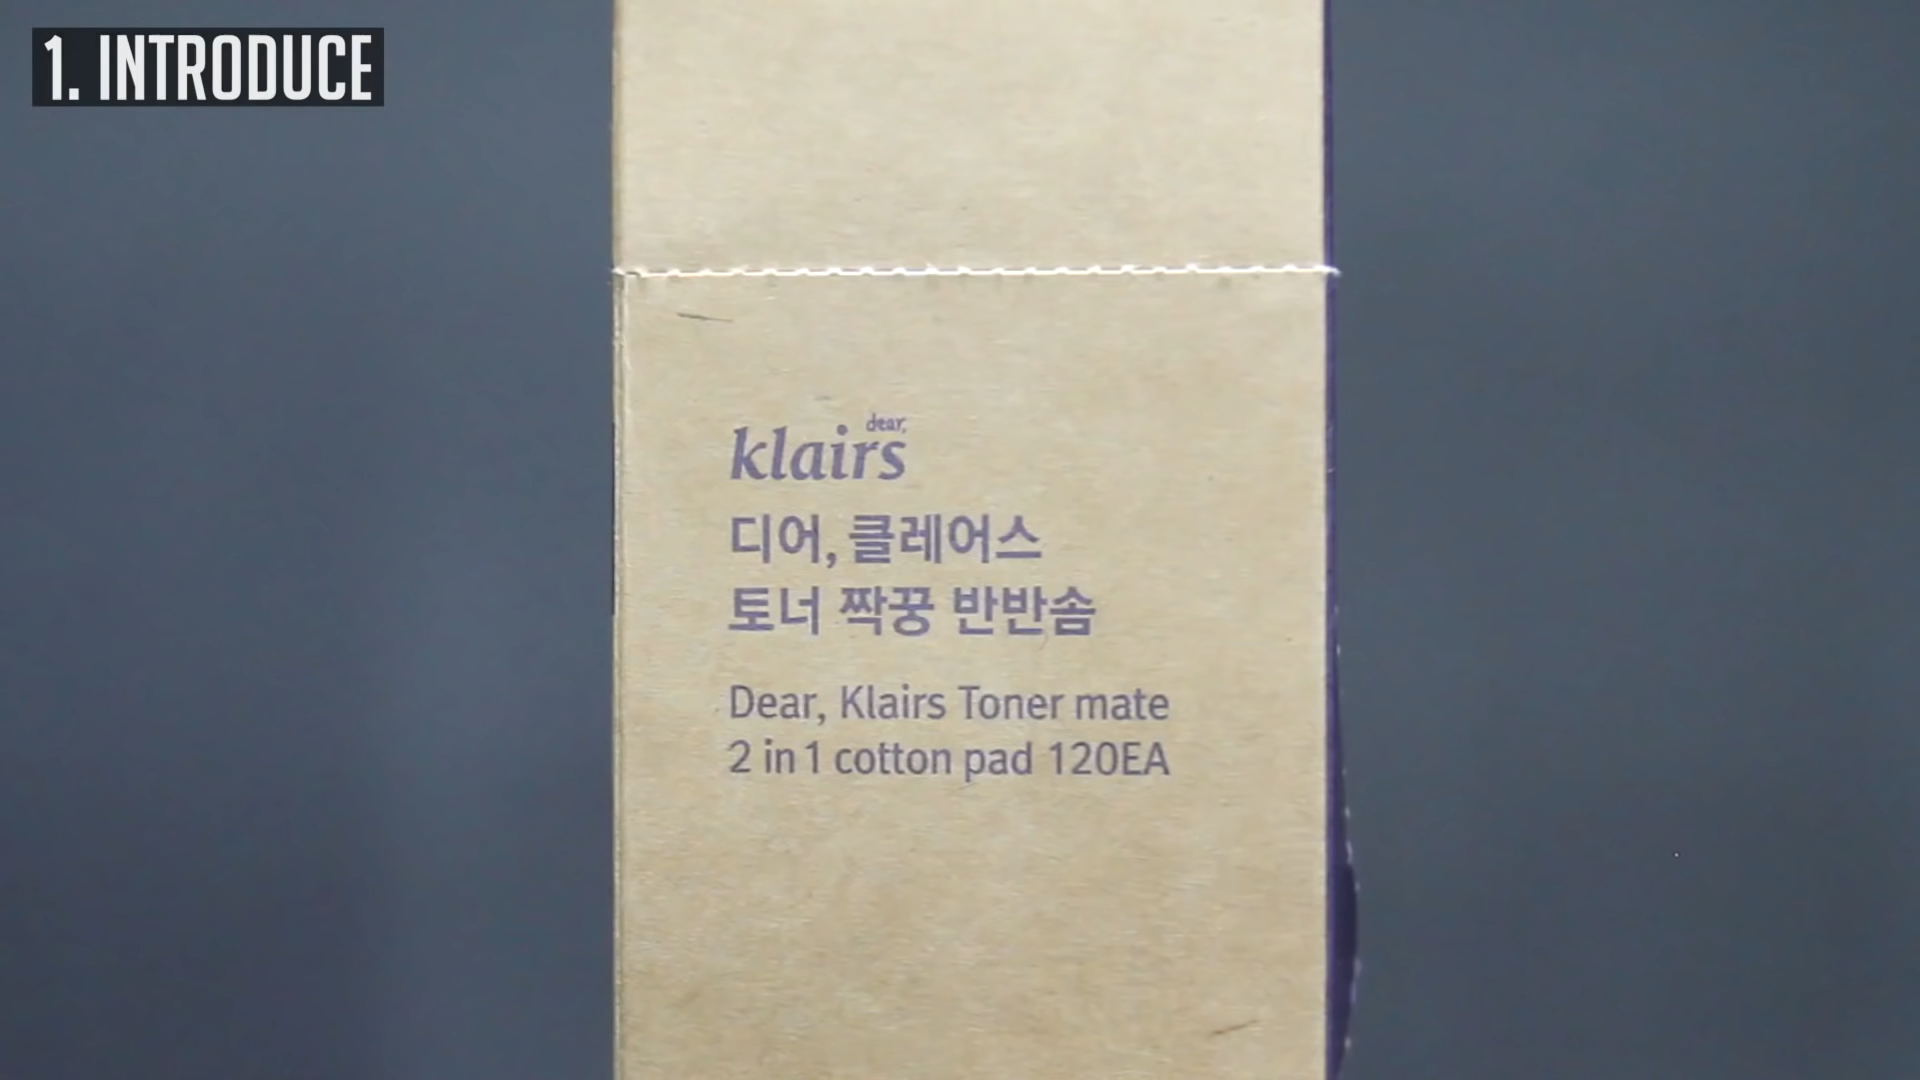 1. INTRODUCE
dear,
klairs
디어, 클레어스
토너 짝꿍 반반솜
Dear, Klairs Toner mate
2 in 1 cotton pad 120EA